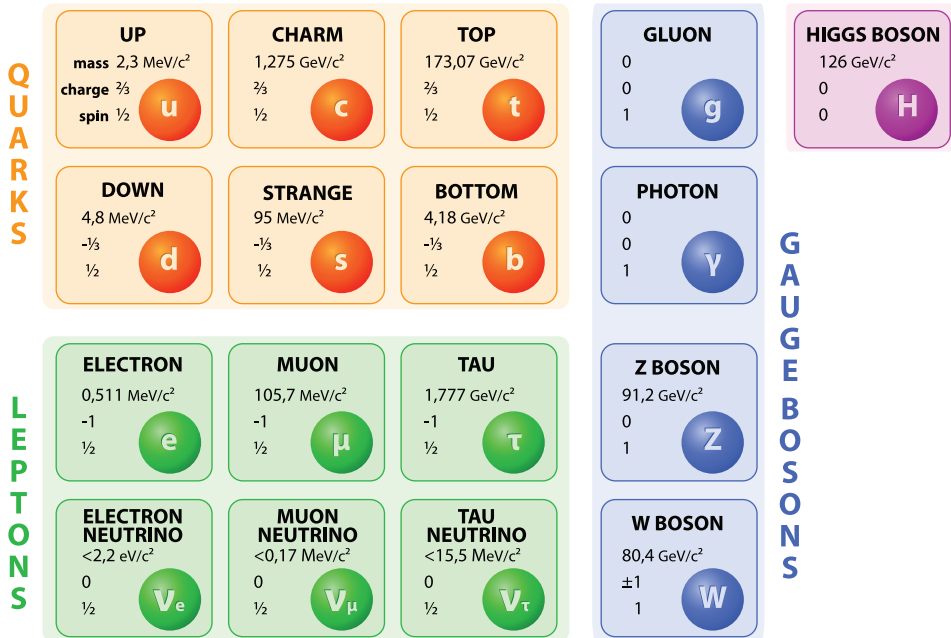 QUARKS
UP
mass 2,3 MeV/c²
charge ⅔
spin ½
u
CHARM
1,275 GeV/c²
⅔
½
c
TOP
173,07 GeV/c²
⅔
½
t
GLUON
0
0
1
g
HIGGS BOSON
126 GeV/c²
0
0
H
DOWN
4,8 MeV/c²
-⅓
½
d
STRANGE
95 MeV/c²
-⅓
½
s
BOTTOM
4,18 GeV/c²
-⅓
½
b
PHOTON
0
0
1
γ
GAUGE BOSONS
LEPTONS
ELECTRON
0,511 MeV/c²
-1
½
e
MUON
105,7 MeV/c²
-1
½
μ
TAU
1,777 GeV/c²
-1
½
τ
Z BOSON
91,2 GeV/c²
0
1
Z
ELECTRON
NEUTRINO
<2,2 eV/c²
0
½
νe
MUON
NEUTRINO
<0,17 MeV/c²
0
½
νμ
TAU
NEUTRINO
<15,5 MeV/c²
0
½
ντ
W BOSON
80,4 GeV/c²
±1
1
W